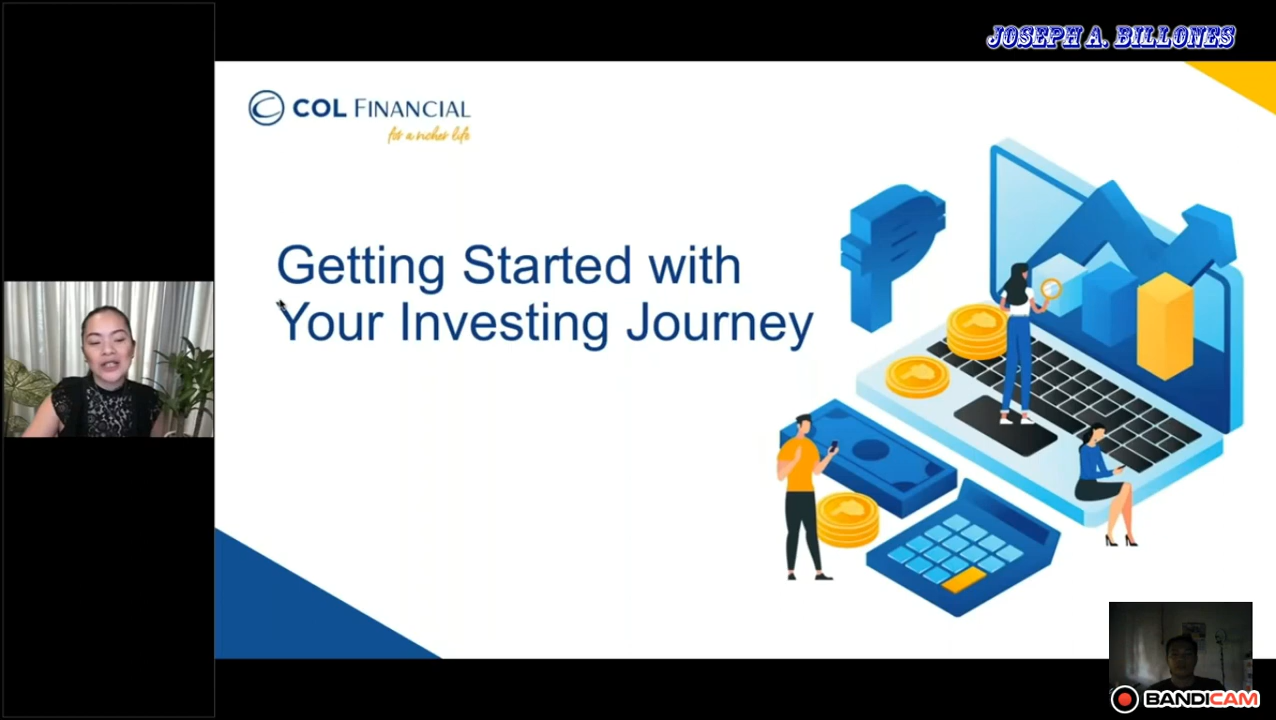 JOSEPH A. BILLONES
COL FINANCIAL
for a richer life
Getting Started with
Your Investing Journey
BANDICAM